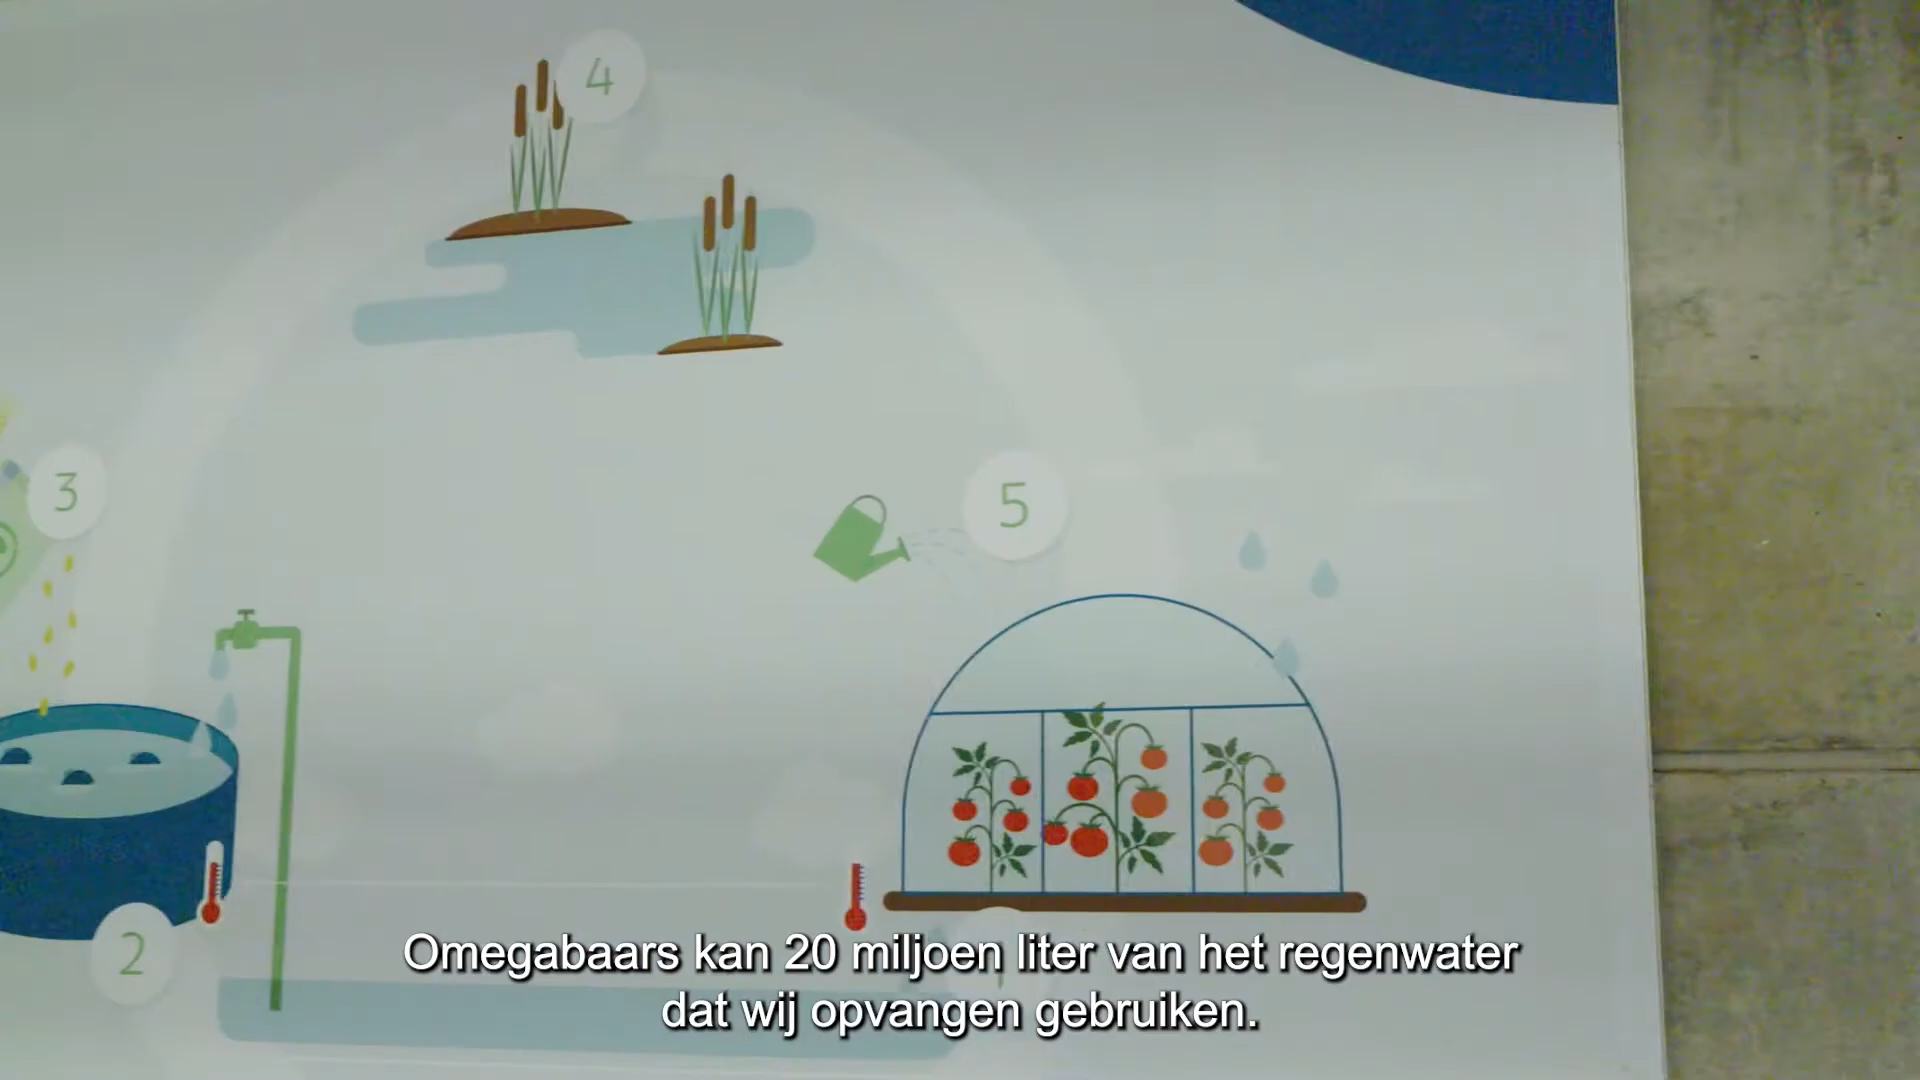 4
3
5
2
Omegabaars kan 20 miljoen liter van het regenwater
dat wij opvangen gebruiken.